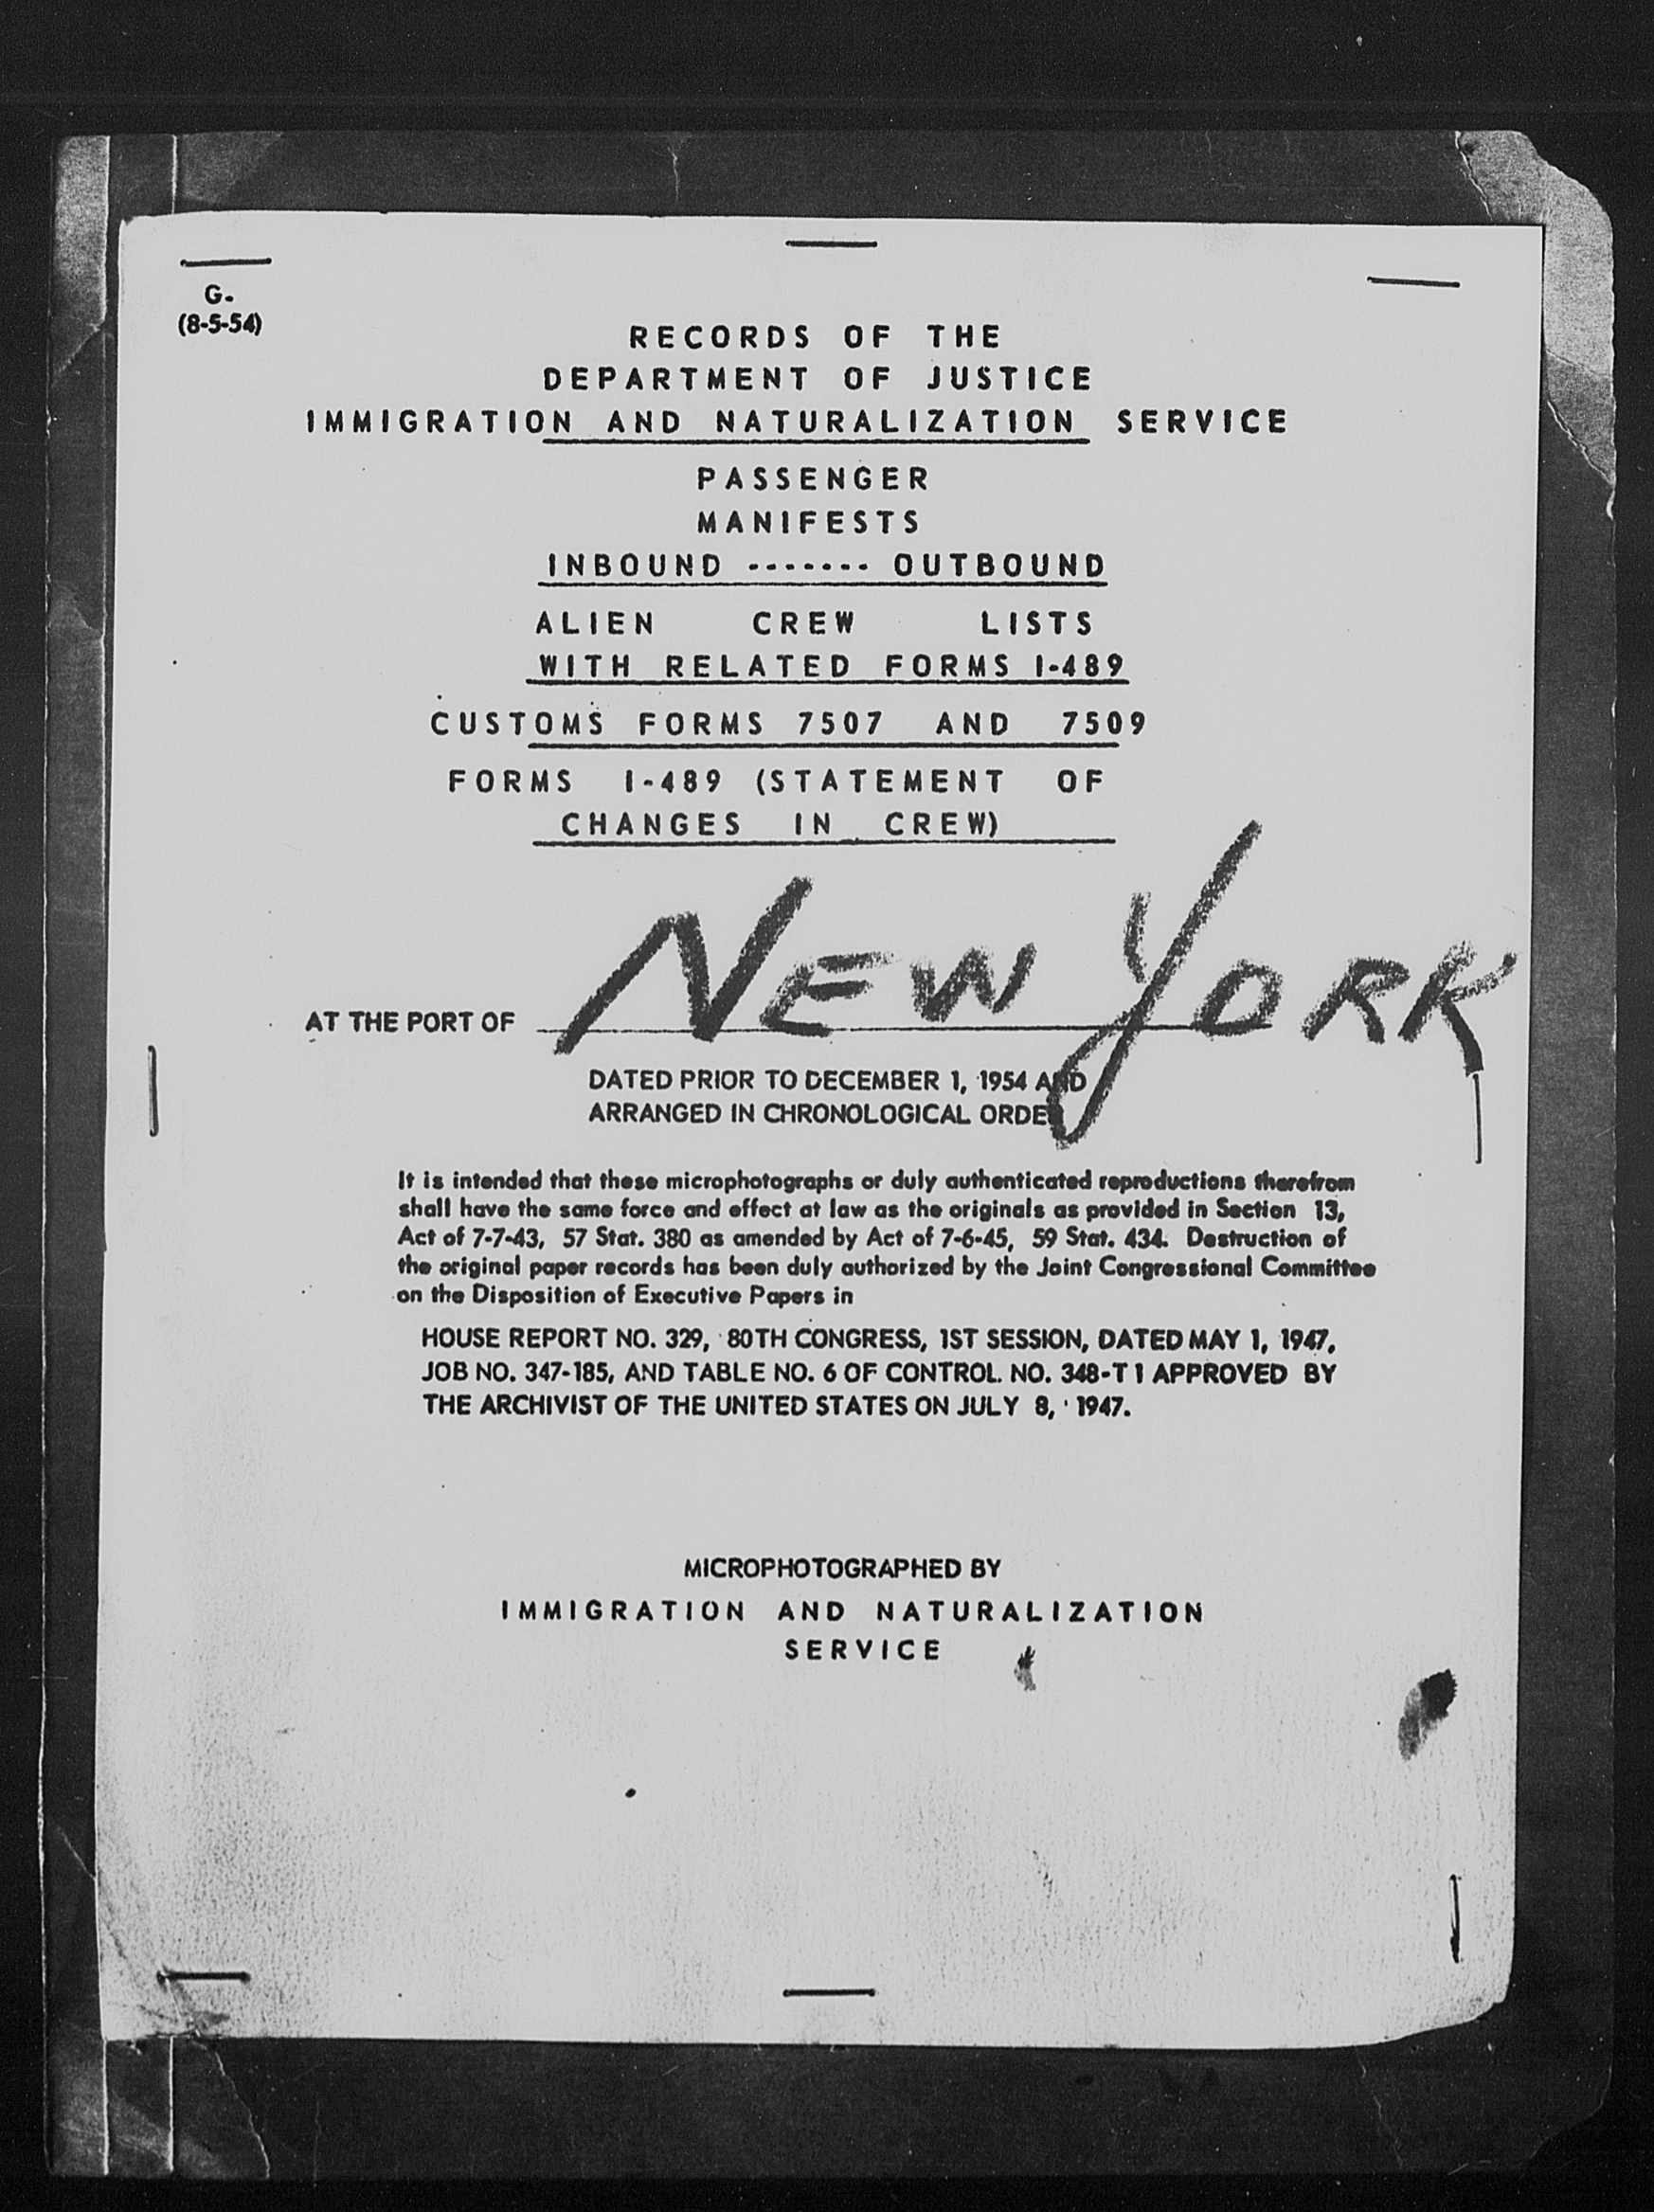 G-
(8-5-54)
RECORDS OF THE
DEPARTMENT OF JUSTICE
IMMIGRATION AND NATURALIZATION SERVICE
PASSENGER
MANIFESTS
INBOUND ------- OUTBOUND
ALIEN CREW LISTS
WITH RELATED FORMS I-489
CUSTOMS FORMS 7507 AND 7509
FORMS I-489 (STATEMENT OF
CHANGES IN CREW)
AT THE PORT OF NEW YORK
DATED PRIOR TO DECEMBER 1, 1954 AND
ARRANGED IN CHRONOLOGICAL ORDER
It is intended that these microphotographs or duly authenticated reproductions therefrom
shall have the same force and effect at law as the originals as provided in Section 13,
Act of 7-7-43, 57 Stat. 380 as amended by Act of 7-6-45, 59 Stat. 434. Destruction of
the original paper records has been duly authorized by the Joint Congressional Committee
on the Disposition of Executive Papers in
HOUSE REPORT NO. 329, 80TH CONGRESS, 1ST SESSION, DATED MAY 1, 1947,
JOB NO. 347-185, AND TABLE NO. 6 OF CONTROL NO. 348-T1 APPROVED BY
THE ARCHIVIST OF THE UNITED STATES ON JULY 8, 1947.
MICROPHOTOGRAPHED BY
IMMIGRATION AND NATURALIZATION
SERVICE